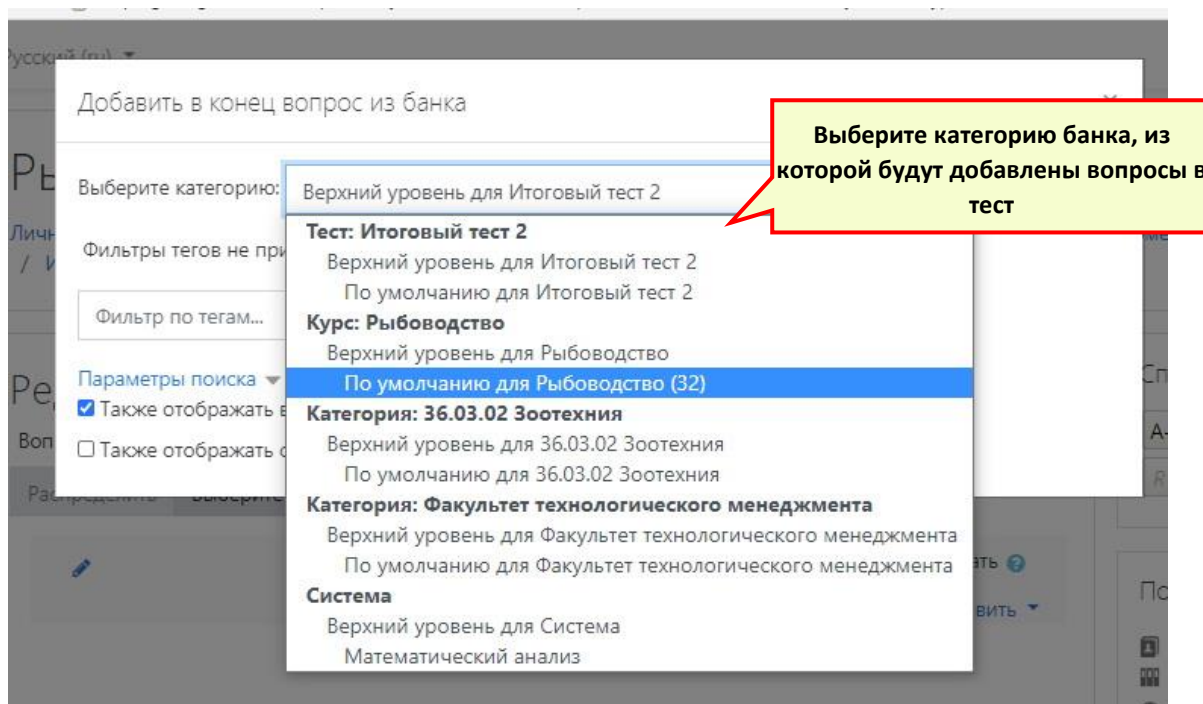 Русский (ru)
Добавить в конец вопрос из банка
Выберите категорию банка, из
которой будут добавлены вопросы в
тест
Выберите категорию:
Верхний уровень для Итоговый тест 2
Тест: Итоговый тест 2
Верхний уровень для Итоговый тест 2
По умолчанию для Итоговый тест 2
Курс: Рыбоводство
Верхний уровень для Рыбоводство
По умолчанию для Рыбоводство (32)
Категория: 36.03.02 Зоотехния
Верхний уровень для 36.03.02 Зоотехния
По умолчанию для 36.03.02 Зоотехния
Категория: Факультет технологического менеджмента
Верхний уровень для Факультет технологического менеджмента
По умолчанию для Факультет технологического менеджмента
Система
Верхний уровень для Система
Математический анализ
Фильтры тегов не при
Фильтр по тегам...
Параметры поиска
Также отображать
Также отображать